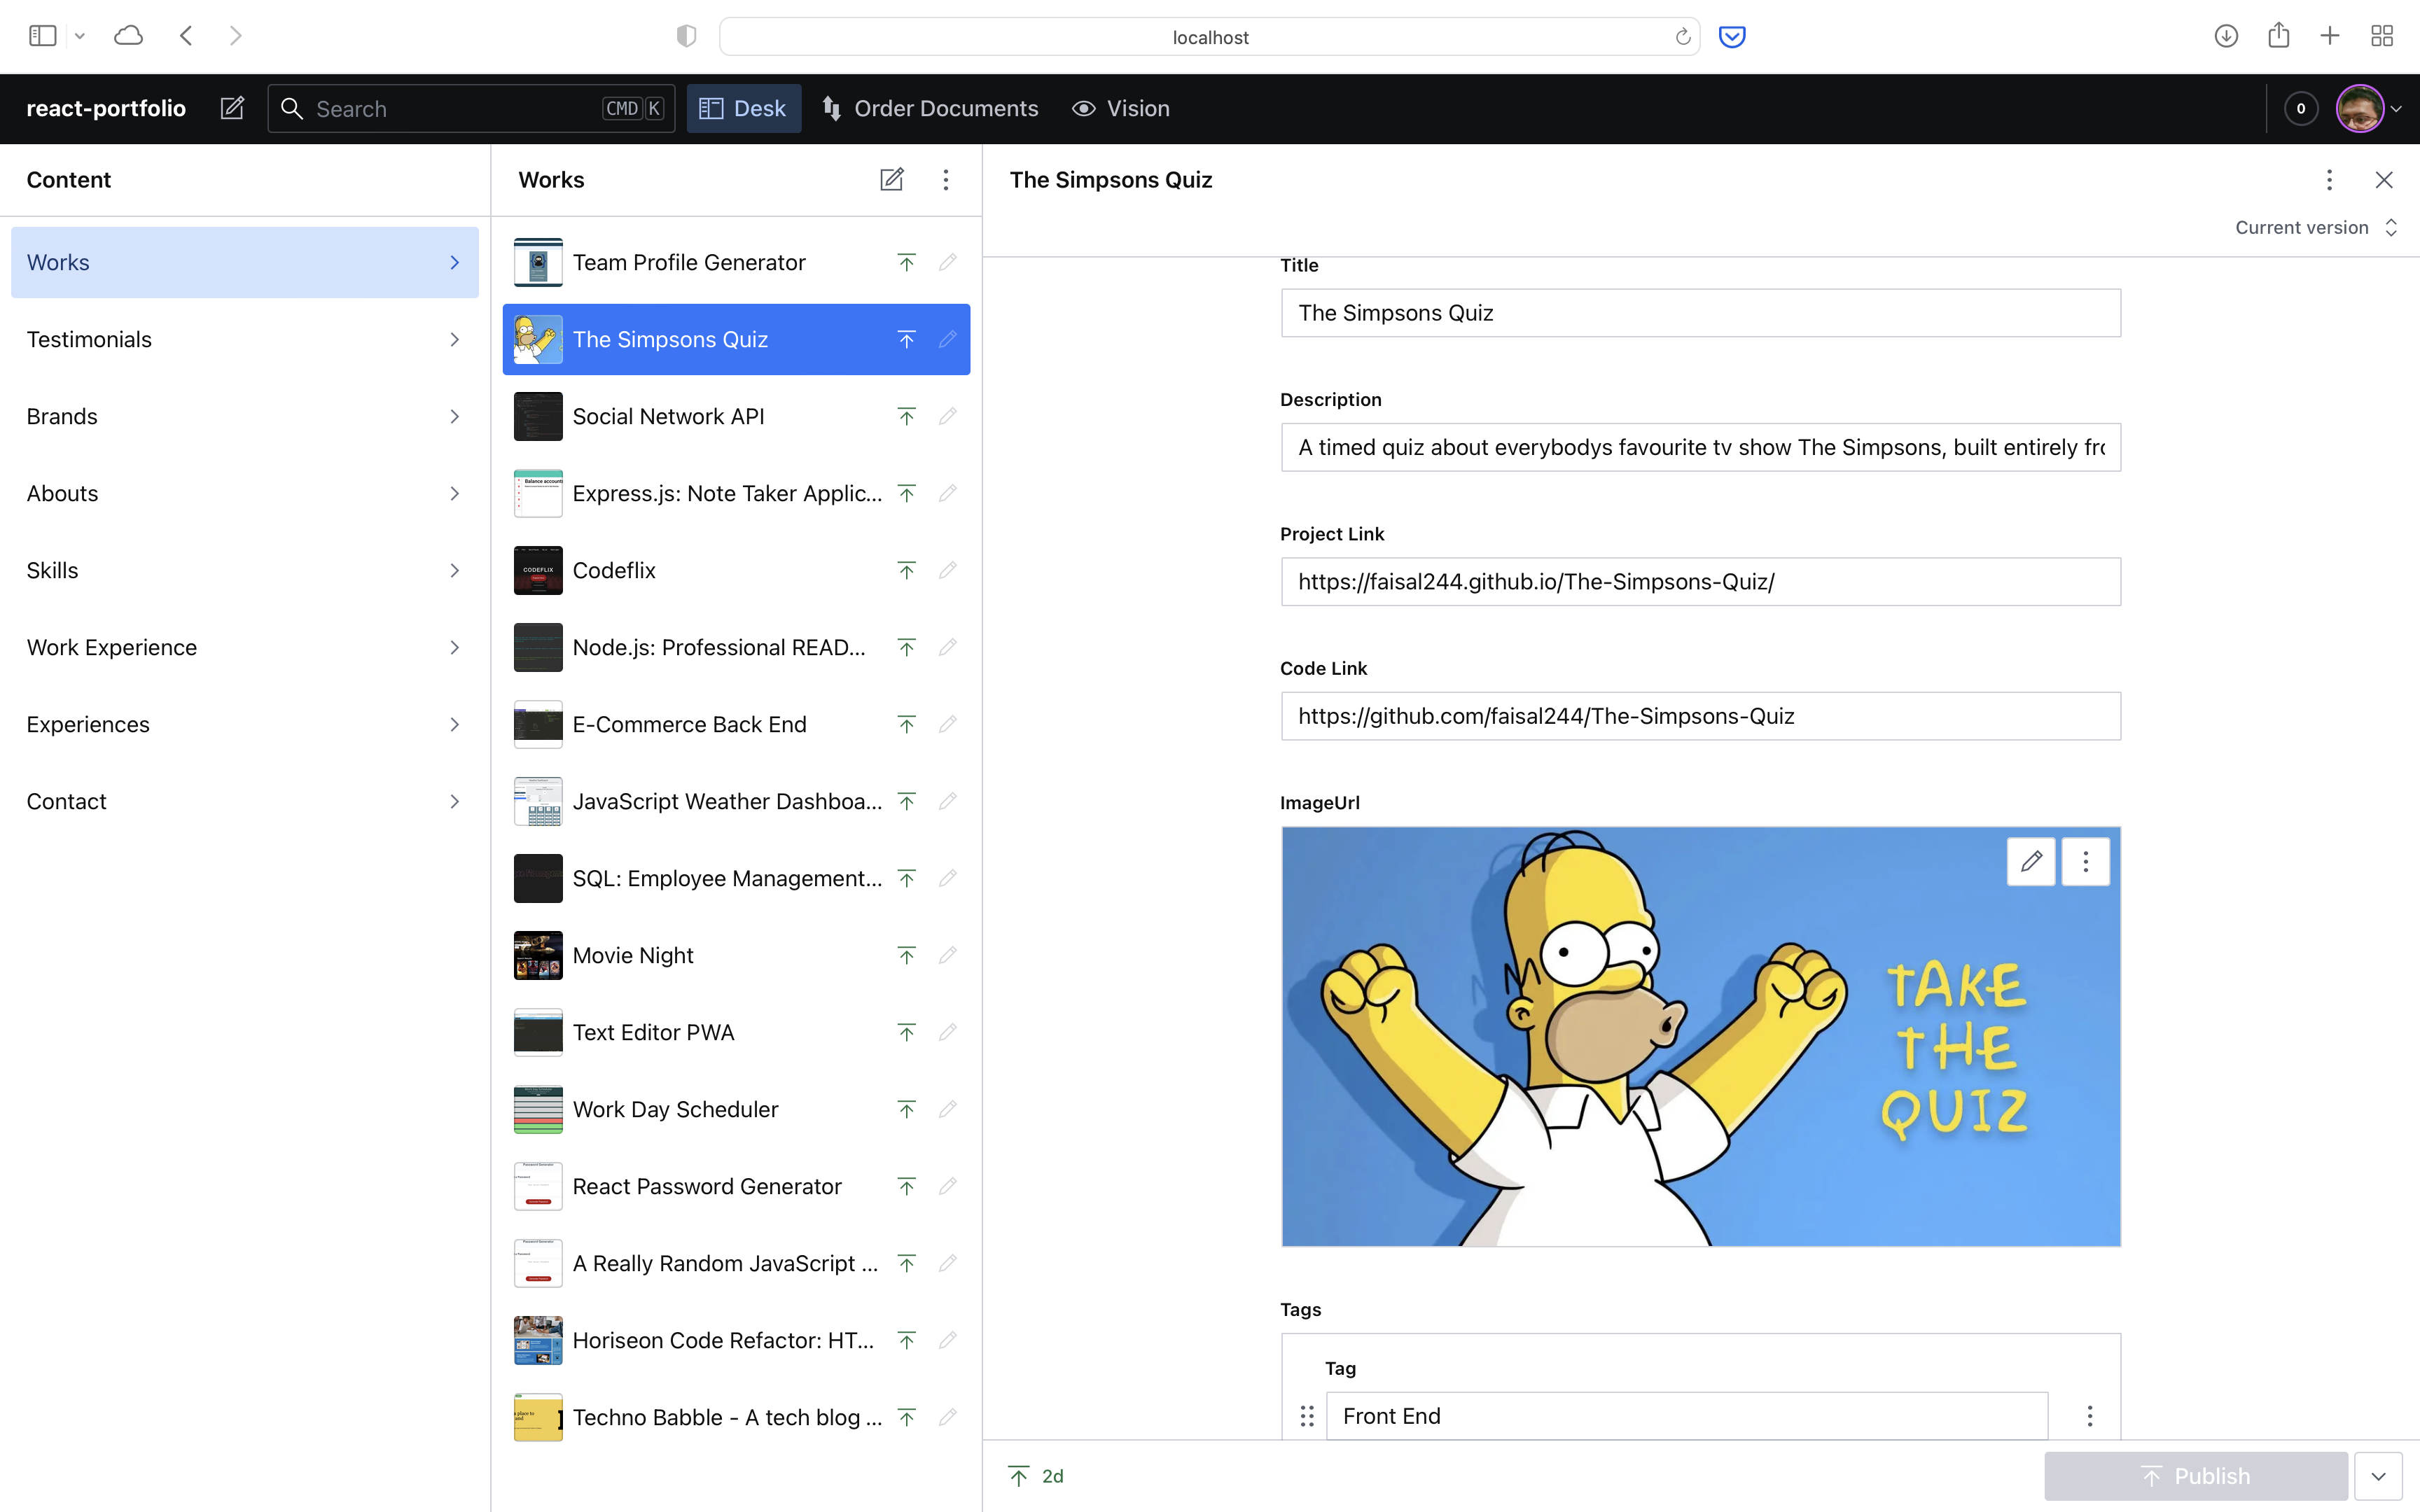 localhost
react-portfolio
Search
CMD K
Desk
Order Documents
Vision
0
Content
Works
Testimonials
Brands
Abouts
Skills
Work Experience
Experiences
Contact
Works
Team Profile Generator
The Simpsons Quiz
Social Network API
Express.js: Note Taker Applic...
Codeflix
Node.js: Professional READ...
E-Commerce Back End
JavaScript Weather Dashboa...
SQL: Employee Management...
Movie Night
Text Editor PWA
Work Day Scheduler
React Password Generator
A Really Random JavaScript ...
Horiseon Code Refactor: HT...
Techno Babble - A tech blog ...
The Simpsons Quiz
Current version
Title
The Simpsons Quiz
Description
A timed quiz about everybodys favourite tv show The Simpsons, built entirely fro
Project Link
https://faisal244.github.io/The-Simpsons-Quiz/
Code Link
https://github.com/faisal244/The-Simpsons-Quiz
ImageUrl
TAKE
THE
QUIZ
Tags
Tag
Front End
2d
Publish